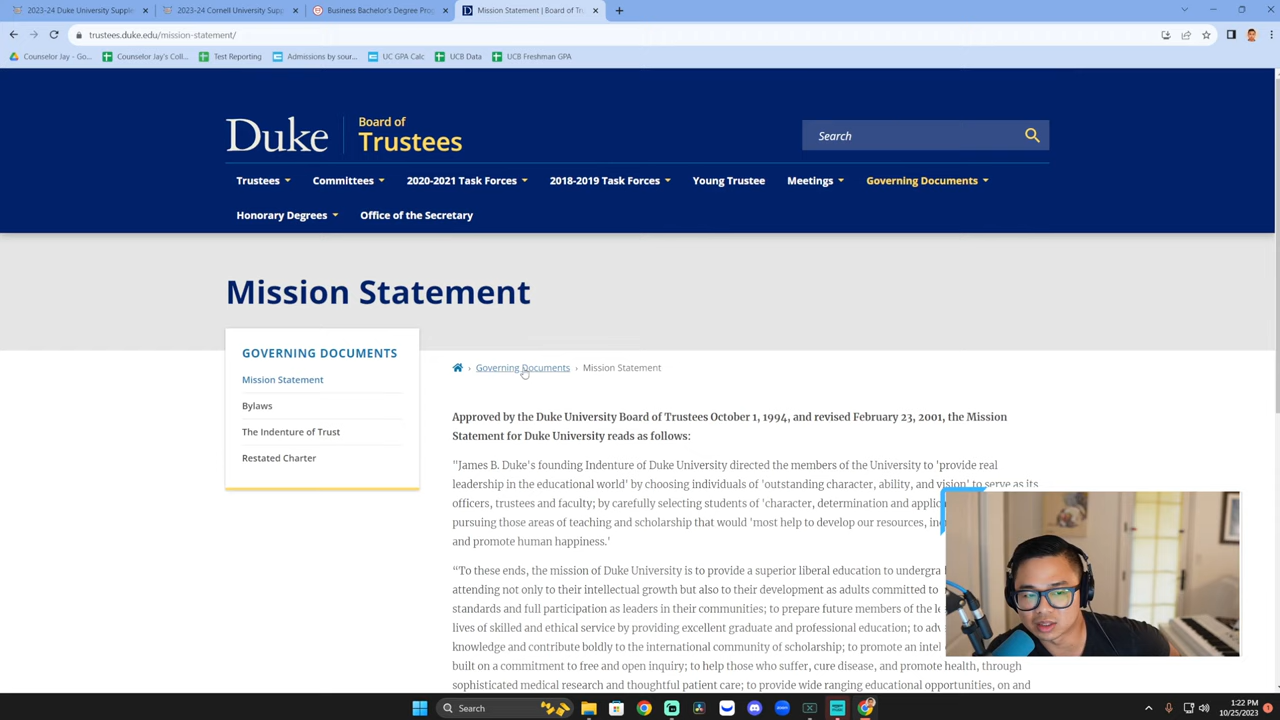 2023-24 Duke University Supple
2023-24 Cornell University Supp
Business Bachelor's Degree Prog
Mission Statement | Board of Tru
trustees.duke.edu/mission-statement/
Counselor Jay - Go...
Counselor Jay's Coll...
Test Reporting
Admissions by sour...
UC GPA Calc
UCB Data
UCB Freshman GPA
Duke
Board of
Trustees
Search
Trustees
Committees
2020-2021 Task Forces
2018-2019 Task Forces
Young Trustee
Meetings
Governing Documents
Honorary Degrees
Office of the Secretary
Mission Statement
GOVERNING DOCUMENTS
Mission Statement
Bylaws
The Indenture of Trust
Restated Charter
Governing Documents › Mission Statement
Approved by the Duke University Board of Trustees October 1, 1994, and revised February 23, 2001, the Mission
Statement for Duke University reads as follows:
"James B. Duke's founding Indenture of Duke University directed the members of the University to 'provide real
leadership in the educational world' by choosing individuals of 'outstanding character, ability, and vision' to serve as its
officers, trustees and faculty; by carefully selecting students of 'character, determination and applic
pursuing those areas of teaching and scholarship that would 'most help to develop our resources, in
and promote human happiness.'
“To these ends, the mission of Duke University is to provide a superior liberal education to undergra
attending not only to their intellectual growth but also to their development as adults committed to
standards and full participation as leaders in their communities; to prepare future members of the
lives of skilled and ethical service by providing excellent graduate and professional education; to adv
knowledge and contribute boldly to the international community of scholarship; to promote an intel
built on a commitment to free and open inquiry; to help those who suffer, cure disease, and promote health, through
sophisticated medical research and thoughtful patient care; to provide wide ranging educational opportunities, on and
Search
1:22 PM
10/25/2023